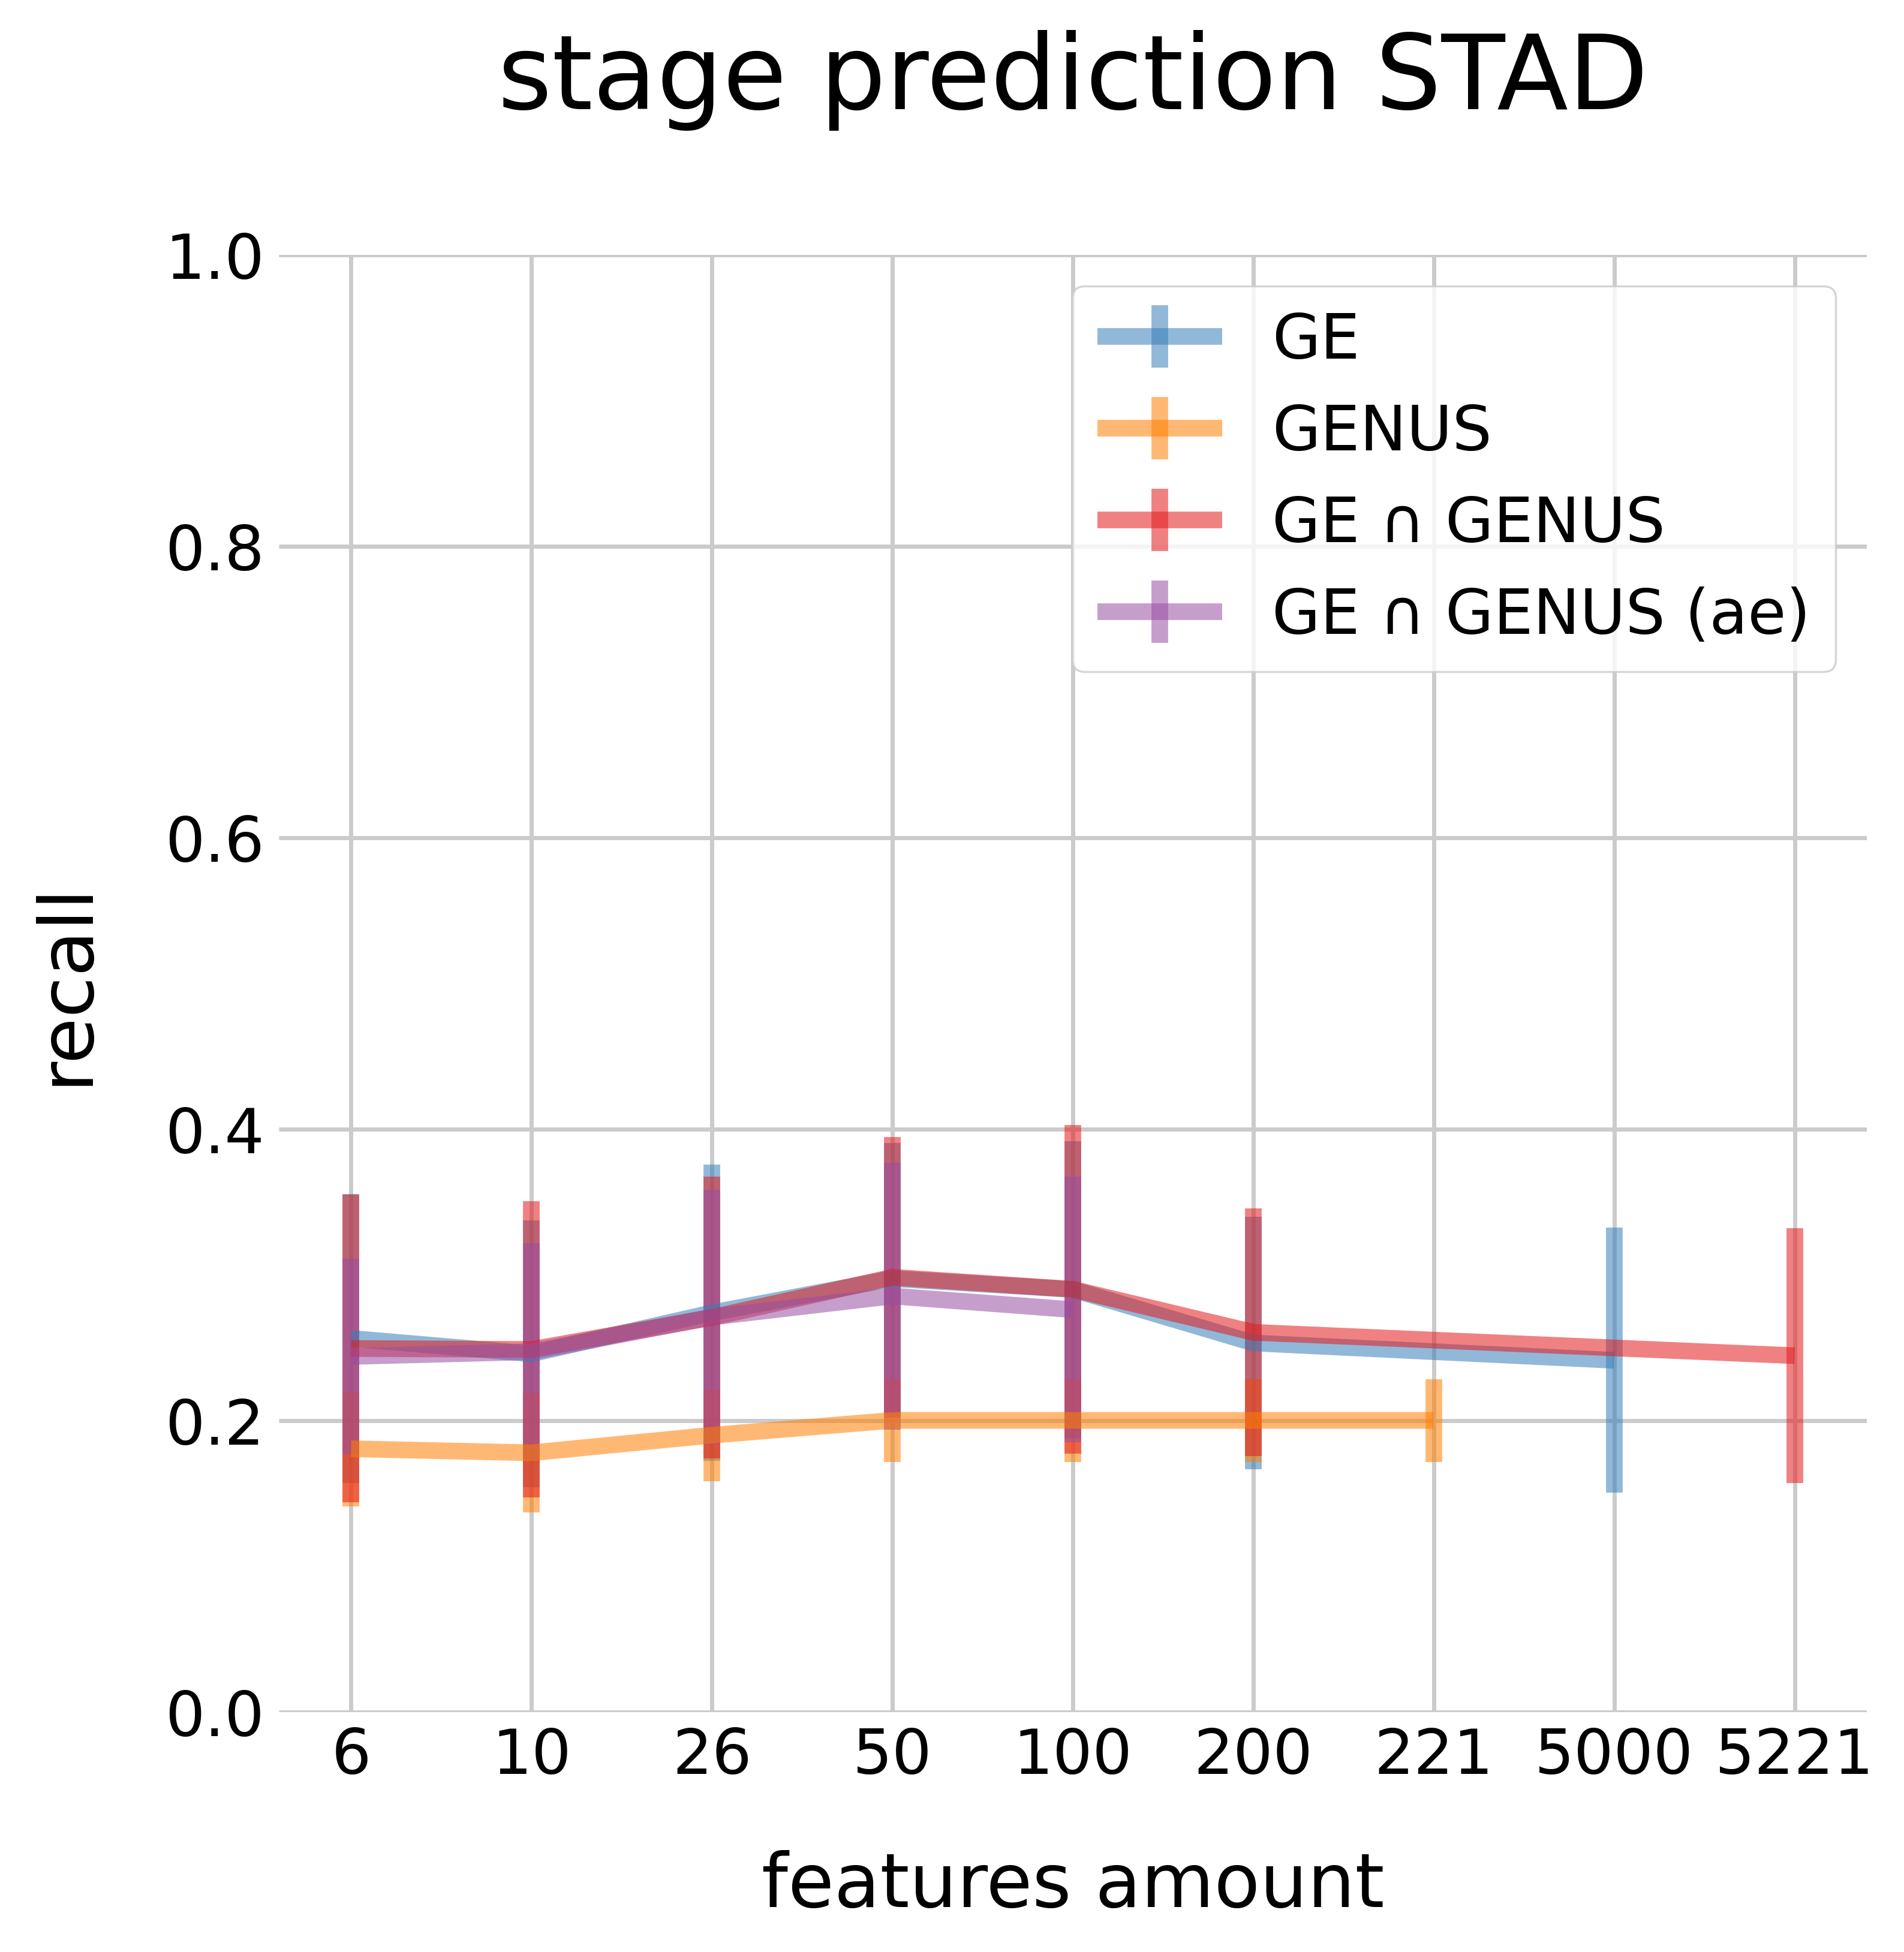 stage prediction STAD
1.0
0.8
0.6
0.4
0.2
0.0
recall
GE
GENUS
GE ∩ GENUS
GE ∩ GENUS (ae)
6 10 26 50 100 200 221 5000 5221
features amount